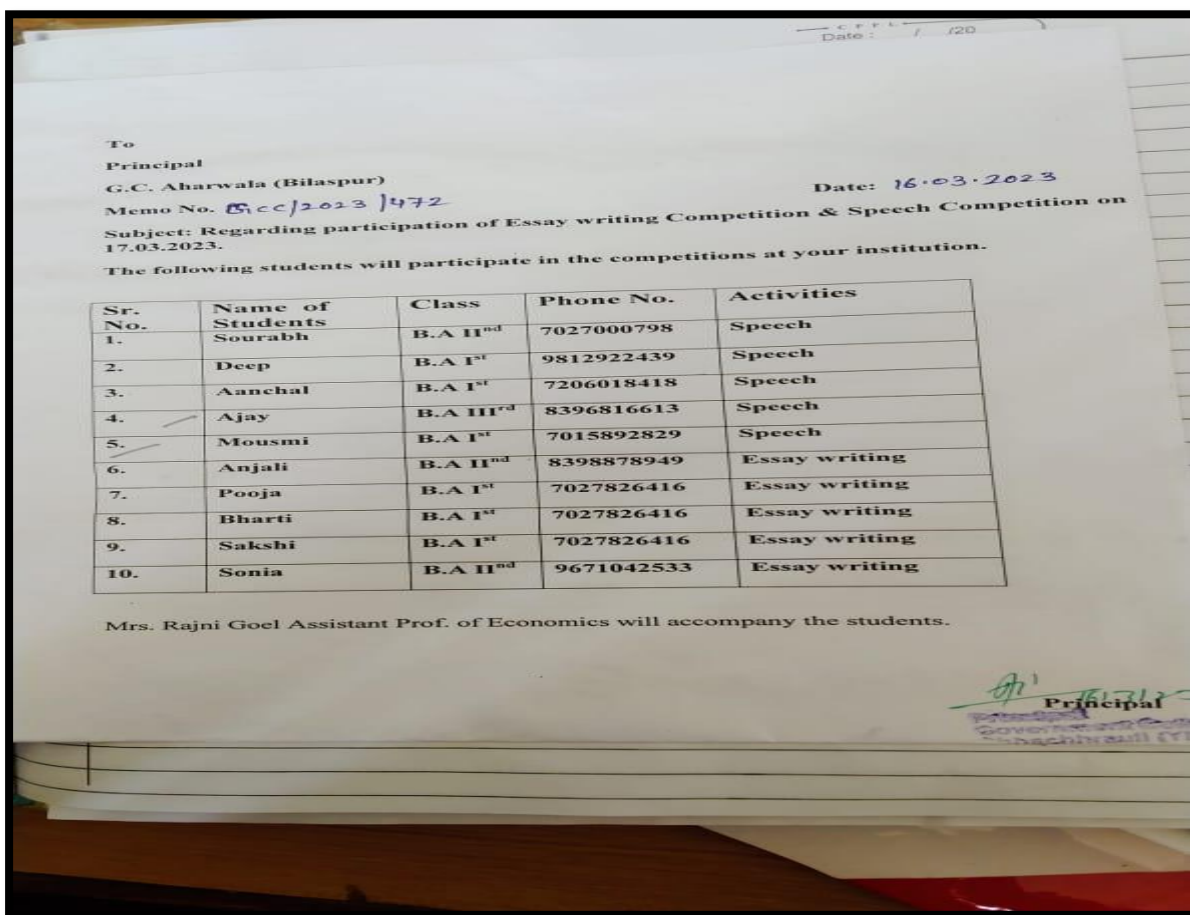 C P P L
Date : / /20
To
Principal
G.C. Aharwala (Bilaspur)
Memo No. GCC/2023/472 Date: 16.03.2023
Subject: Regarding participation of Essay writing Competition & Speech Competition on
17.03.2023.
The following students will participate in the competitions at your institution.
Sr. No. Name of Students Class Phone No. Activities
1. Sourabh B.A IInd 7027000798 Speech
2. Deep B.A Ist 9812922439 Speech
3. Aanchal B.A Ist 7206018418 Speech
4. Ajay B.A IIIrd 8396816613 Speech
5. Mousmi B.A Ist 7015892829 Speech
6. Anjali B.A IInd 8398878949 Essay writing
7. Pooja B.A Ist 7027826416 Essay writing
8. Bharti B.A Ist 7027826416 Essay writing
9. Sakshi B.A Ist 7027826416 Essay writing
10. Sonia B.A IInd 9671042533 Essay writing
Mrs. Rajni Goel Assistant Prof. of Economics will accompany the students.
Principal
Principal